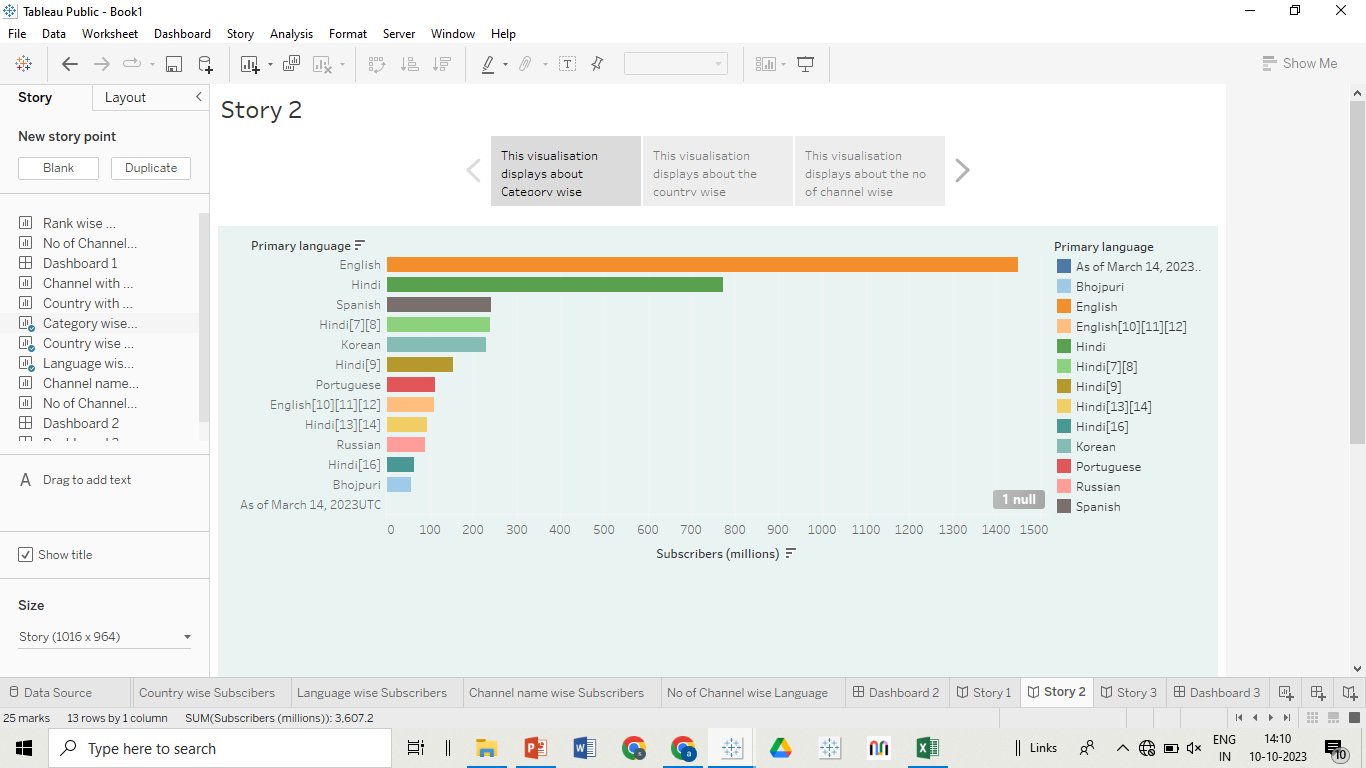 Tableau Public - Book1
File Data Worksheet Dashboard Story Analysis Format Server Window Help
Show Me
Story Layout
New story point
Blank Duplicate
Rank wise ...
No of Channel...
Dashboard 1
Channel with ...
Country with ...
Category wise...
Country wise ...
Language wis...
Channel name...
No of Channel...
Dashboard 2
A Drag to add text
Show title
Size
Story (1016 x 964)
Story 2
This visualisation
displays about
Category wise
This visualisation
displays about the
country wise
This visualisation
displays about the no
of channel wise
Primary language
English
Hindi
Spanish
Hindi[7][8]
Korean
Hindi[9]
Portuguese
English[10][11][12]
Hindi[13][14]
Russian
Hindi[16]
Bhojpuri
As of March 14, 2023UTC
1 null
0 100 200 300 400 500 600 700 800 900 1000 1100 1200 1300 1400 1500
Subscribers (millions)
Primary language
As of March 14, 2023..
Bhojpuri
English
English[10][11][12]
Hindi
Hindi[7][8]
Hindi[9]
Hindi[13][14]
Hindi[16]
Korean
Portuguese
Russian
Spanish
Data Source Country wise Subscibers Language wise Subscribers Channel name wise Subscribers No of Channel wise Language Dashboard 2 Story 1 Story 2 Story 3 Dashboard 3
25 marks 13 rows by 1 column SUM(Subscribers (millions)): 3,607.2
Type here to search
Links
ENG
IN
14:10
10-10-2023
10